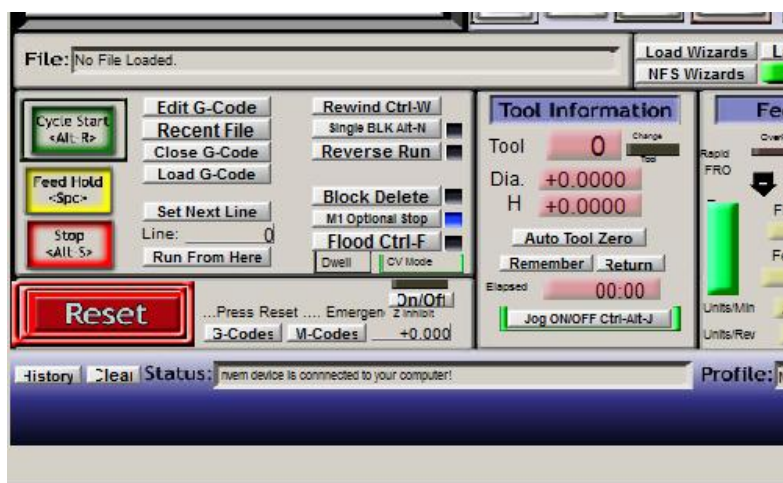 File: No File Loaded.
Load Wizards
NFS Wizards
Cycle Start
<Alt-R>
Edit G-Code
Recent File
Close G-Code
Load G-Code
Rewind Ctrl-W
Single BLK Alt-N
Reverse Run
Feed Hold
<Spc>
Set Next Line
Line: 0
Run From Here
Block Delete
M1 Optional Stop
Flood Ctrl-F
Dwell CV Mode
Stop
<Alt-S>
Tool Information
Tool 0 Change
Tool
Dia. +0.0000
H +0.0000
Auto Tool Zero
Remember Return
Elapsed 00:00
Jog ON/OFF Ctrl-Alt-J
Rapid
FRO
Units/Min
Units/Rev
Reset
On/Off
...Press Reset .... Emergen Z Inhibit
G-Codes M-Codes +0.000
History Clear Status: nvem device is connnected to your computer!
Profile: